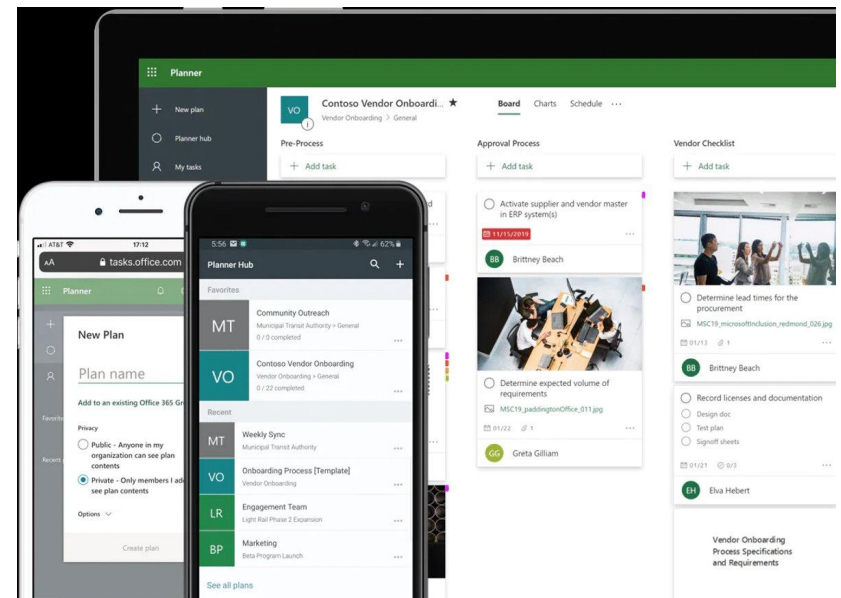 Planner
New plan
Planner hub
My tasks
VO
Contoso Vendor Onboardi... ★
Vendor Onboarding > General
Board Charts Schedule ...
Pre-Process
+ Add task
Approval Process
+ Add task
Activate supplier and vendor master
in ERP system(s)
11/15/2019
BB Brittney Beach
Determine expected volume of
requirements
MSC19_paddingtonOffice_011.jpg
01/22 1
GG Greta Gilliam
Vendor Checklist
+ Add task
Determine lead times for the
procurement
MSC19_microsoftInclusion_redmond_026.jpg
01/13 1
BB Brittney Beach
Record licenses and documentation
Design doc
Test plan
Signoff sheets
01/21 0/3
EH Elva Hebert
Vendor Onboarding
Process Specifications
and Requirements
AT&T 17:12
AA tasks.office.com
Planner
New Plan
Plan name
Add to an existing Office 365 Gr
Privacy
Public - Anyone in my
organization can see plan
contents
Private - Only members I add
see plan contents
Options
Create plan
Favorite
Recent
5:56 62%
Planner Hub
Favorites
MT
Community Outreach
Municipal Transit Authority > General
0 / 0 completed
VO
Contoso Vendor Onboarding
Vendor Onboarding > General
0 / 22 completed
Recent
MT
Weekly Sync
Municipal Transit Authority
VO
Onboarding Process [Template]
Vendor Onboarding
LR
Engagement Team
Light Rail Phase 2 Expansion
BP
Marketing
Beta Program Launch
See all plans